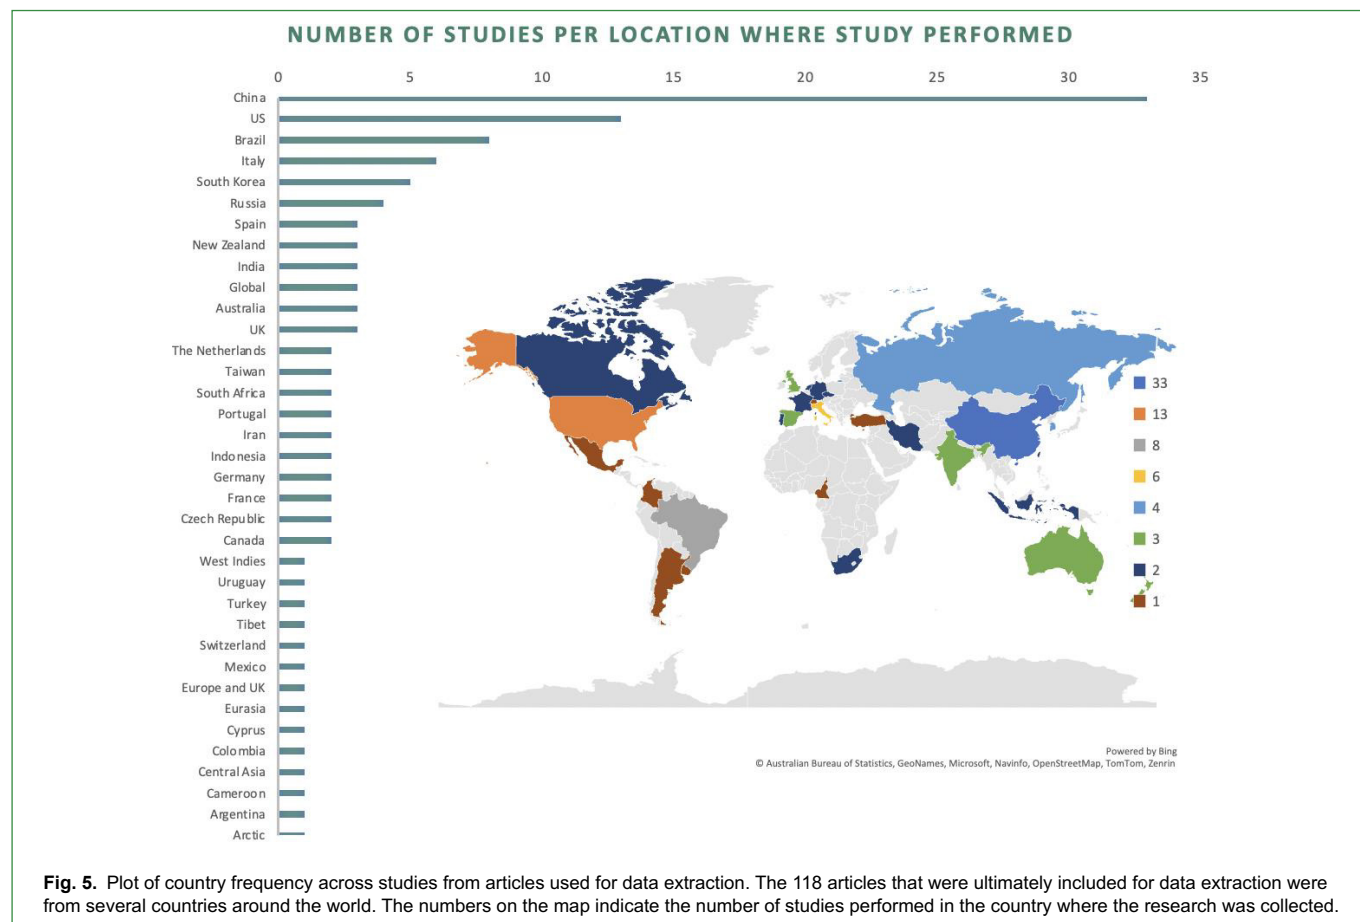 NUMBER OF STUDIES PER LOCATION WHERE STUDY PERFORMED
0 5 10 15 20 25 30 35
China
US
Brazil
Italy
South Korea
Russia
Spain
New Zealand
India
Global
Australia
UK
The Netherlands
Taiwan
South Africa
Portugal
Iran
Indonesia
Germany
France
Czech Republic
Canada
West Indies
Uruguay
Turkey
Tibet
Switzerland
Mexico
Europe and UK
Eurasia
Cyprus
Colombia
Central Asia
Cameroon
Argentina
Arctic
33
13
8
6
4
3
2
1
Powered by Bing
© Australian Bureau of Statistics, GeoNames, Microsoft, Navinfo, OpenStreetMap, TomTom, Zenrin
Fig. 5. Plot of country frequency across studies from articles used for data extraction. The 118 articles that were ultimately included for data extraction were
from several countries around the world. The numbers on the map indicate the number of studies performed in the country where the research was collected.